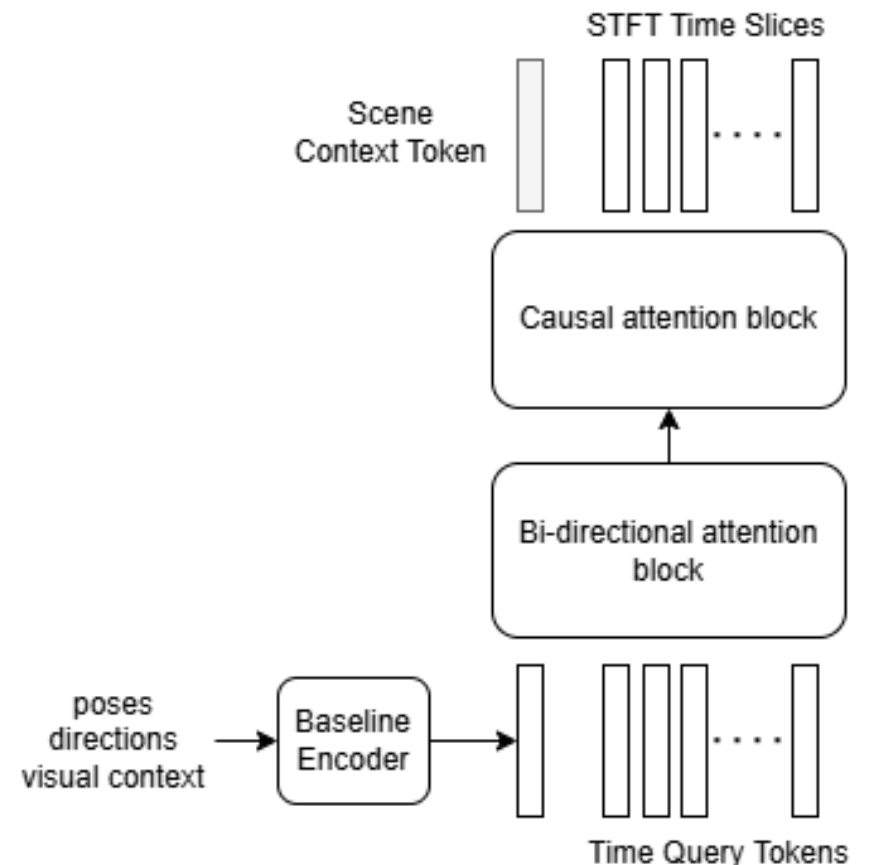 STFT Time Slices
Scene
Context Token
Causal attention block
Bi-directional attention
block
poses
directions
visual context
Baseline
Encoder
Time Query Tokens